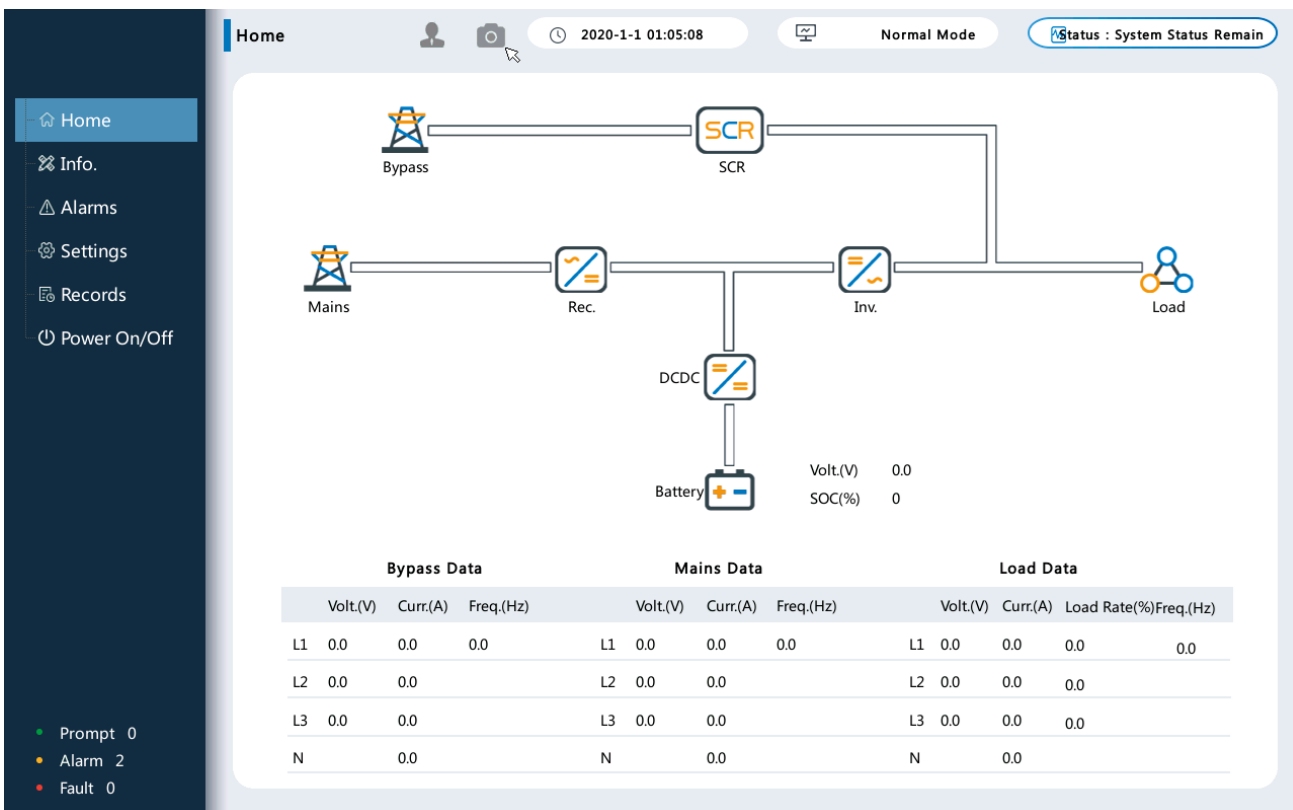 Home
2020-1-1 01:05:08
Normal Mode
Status : System Status Remain
Home
Info.
Alarms
Settings
Records
Power On/Off
Prompt 0
Alarm 2
Fault 0
Bypass
SCR
SCR
Mains
Rec.
Inv.
Load
DCDC
Battery
Volt.(V) 0.0
SOC(%) 0
Bypass Data Mains Data Load Data
Volt.(V) Curr.(A) Freq.(Hz) Volt.(V) Curr.(A) Freq.(Hz) Volt.(V) Curr.(A) Load Rate(%) Freq.(Hz)
L1 0.0 0.0 0.0 L1 0.0 0.0 0.0 L1 0.0 0.0 0.0 0.0
L2 0.0 0.0 L2 0.0 0.0 L2 0.0 0.0 0.0
L3 0.0 0.0 L3 0.0 0.0 L3 0.0 0.0 0.0
N 0.0 N 0.0 N 0.0